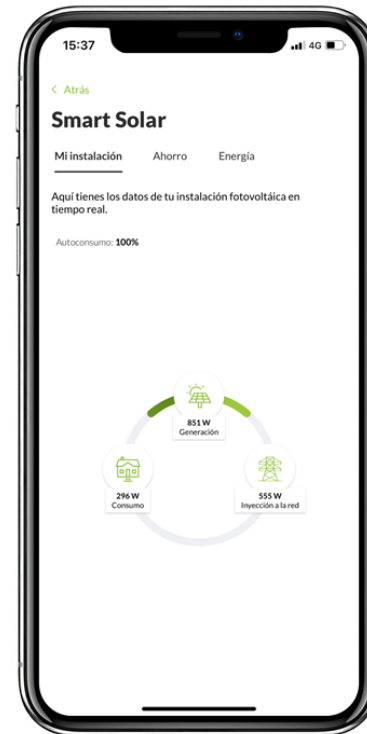 15:37
4G
< Atrás
Smart Solar
Mi instalación Ahorro Energía
Aquí tienes los datos de tu instalación fotovoltáica en
tiempo real.
Autoconsumo: 100%
851 W
Generación
296 W
Consumo
555 W
Inyección a la red